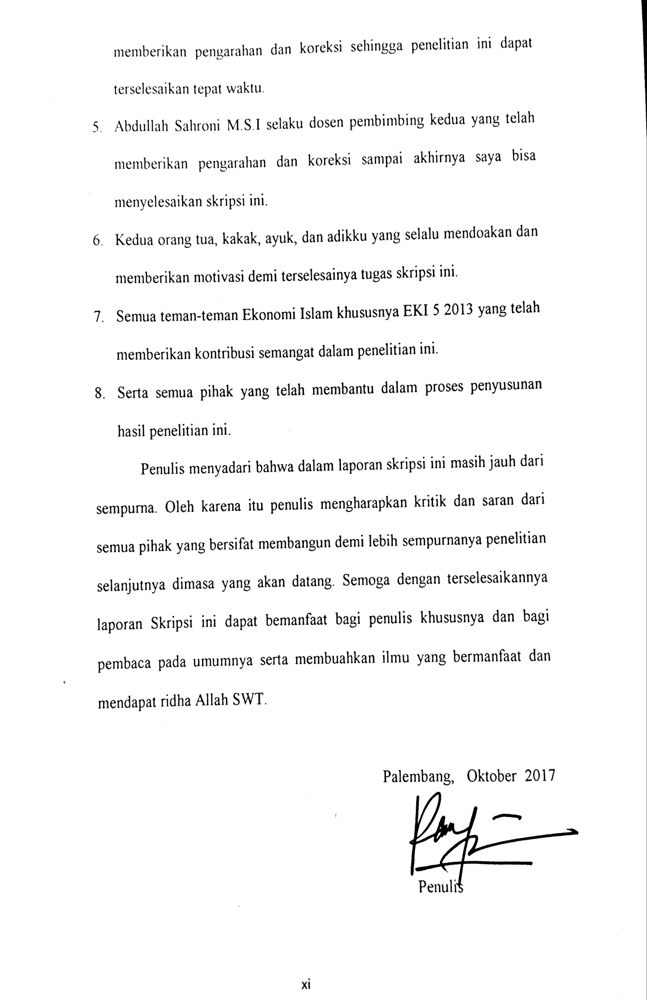 memberikan pengarahan dan koreksi sehingga penelitian ini dapat
terselesaikan tepat waktu.
5. Abdullah Sahroni M.S.I selaku dosen pembimbing kedua yang telah
memberikan pengarahan dan koreksi sampai akhirnya saya bisa
menyelesaikan skripsi ini.
6. Kedua orang tua, kakak, ayuk, dan adikku yang selalu mendoakan dan
memberikan motivasi demi terselesainya tugas skripsi ini.
7. Semua teman-teman Ekonomi Islam khususnya EKI 5 2013 yang telah
memberikan kontribusi semangat dalam penelitian ini.
8. Serta semua pihak yang telah membantu dalam proses penyusunan
hasil penelitian ini.
Penulis menyadari bahwa dalam laporan skripsi ini masih jauh dari
sempurna. Oleh karena itu penulis mengharapkan kritik dan saran dari
semua pihak yang bersifat membangun demi lebih sempurnanya penelitian
selanjutnya dimasa yang akan datang. Semoga dengan terselesaikannya
laporan Skripsi ini dapat bemanfaat bagi penulis khususnya dan bagi
pembaca pada umumnya serta membuahkan ilmu yang bermanfaat dan
mendapat ridha Allah SWT.
Palembang, Oktober 2017
Penulis
xi